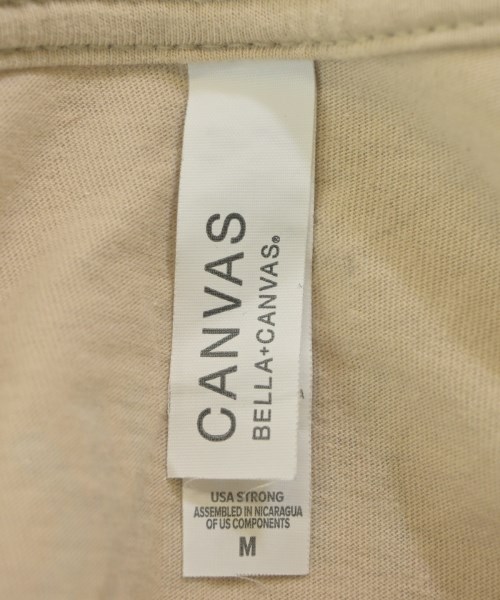 CANVAS
BELLA+CANVAS®
USA STRONG
ASSEMBLED IN NICARAGUA
OF US COMPONENTS
M